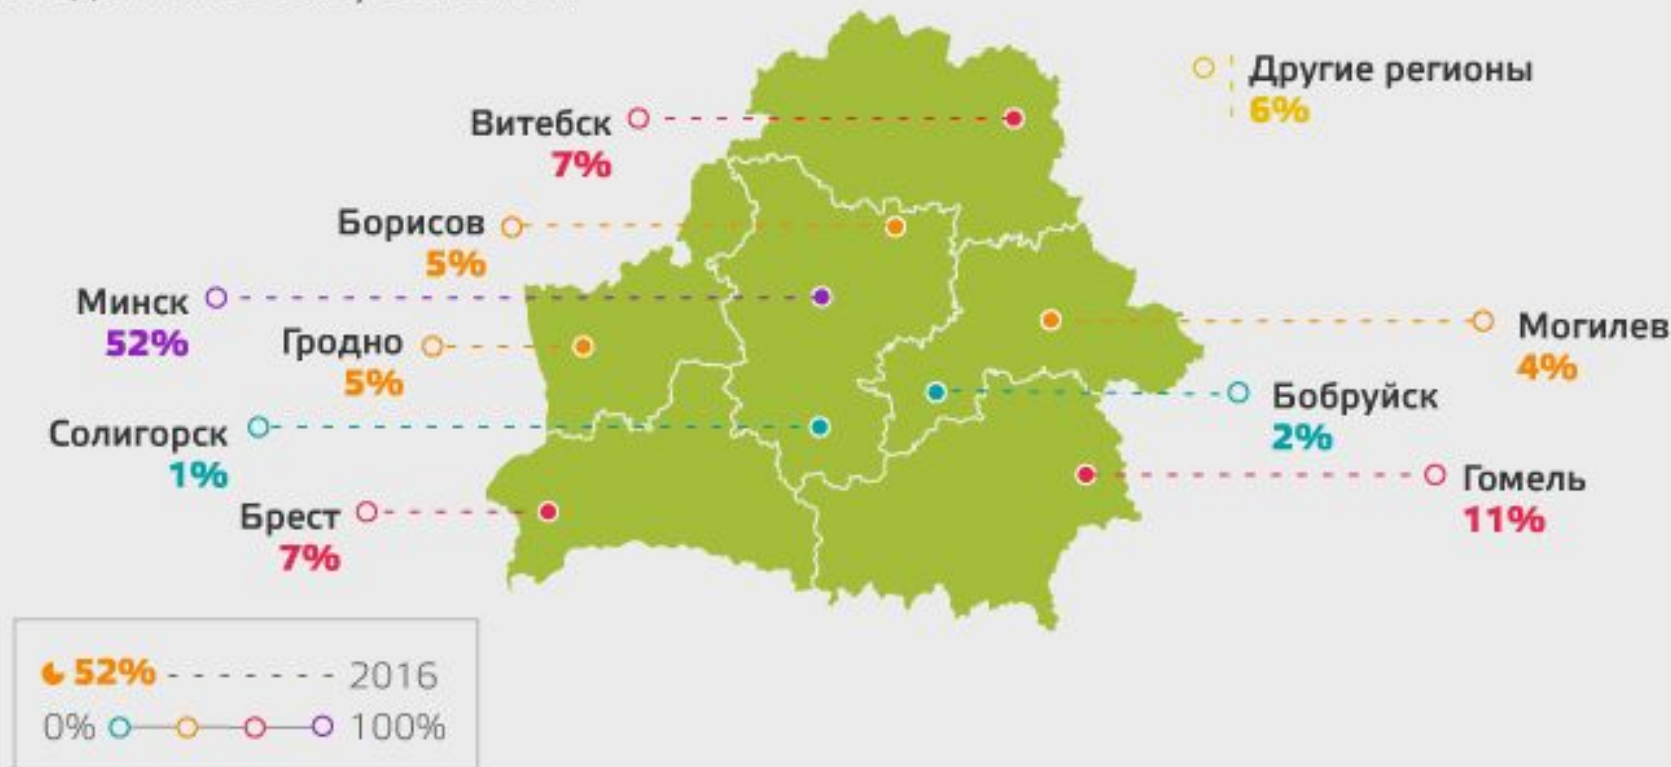 Другие регионы
6%
Витебск
7%
Борисов
5%
Минск
52%
Гродно
5%
Могилев
4%
Солигорск
1%
Бобруйск
2%
Гомель
11%
Брест
7%
52% ------- 2016
0% 100%